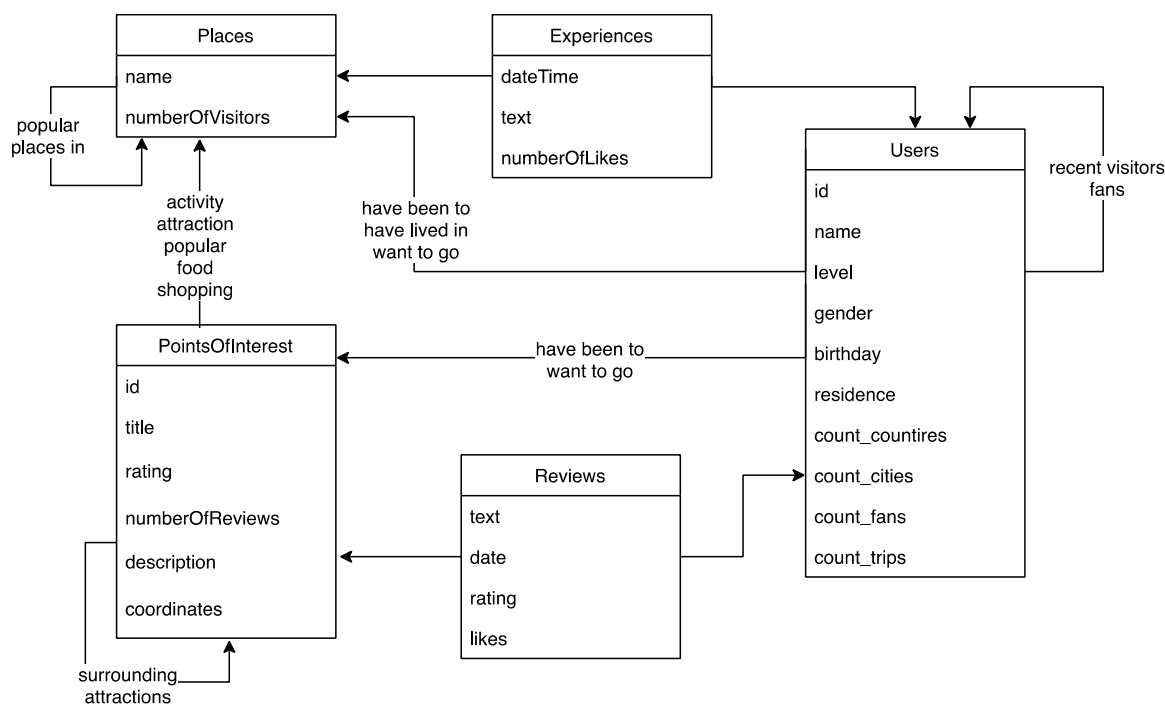 Places
name
numberOfVisitors
popular
places in
Experiences
dateTime
text
numberOfLikes
Users
id
name
level
gender
birthday
residence
count_countires
count_cities
count_fans
count_trips
recent visitors
fans
have been to
have lived in
want to go
activity
attraction
popular
food
shopping
have been to
want to go
PointsOfInterest
id
title
rating
numberOfReviews
description
coordinates
surrounding
attractions
Reviews
text
date
rating
likes